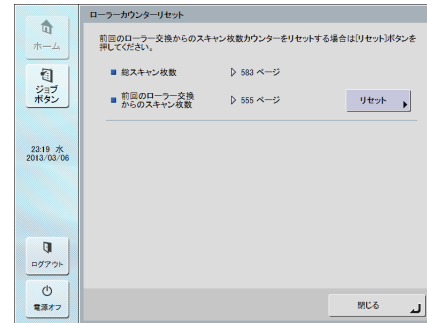 ローラーカウンターリセット
前回のローラー交換からのスキャン枚数カウンターをリセットする場合は[リセット]ボタンを
押してください。
総スキャン枚数
583 ページ
前回のローラー交換
からのスキャン枚数
555 ページ
リセット
ホーム
ジョブ
ボタン
23:19 水
2013/03/06
ログアウト
電源オフ
閉じる